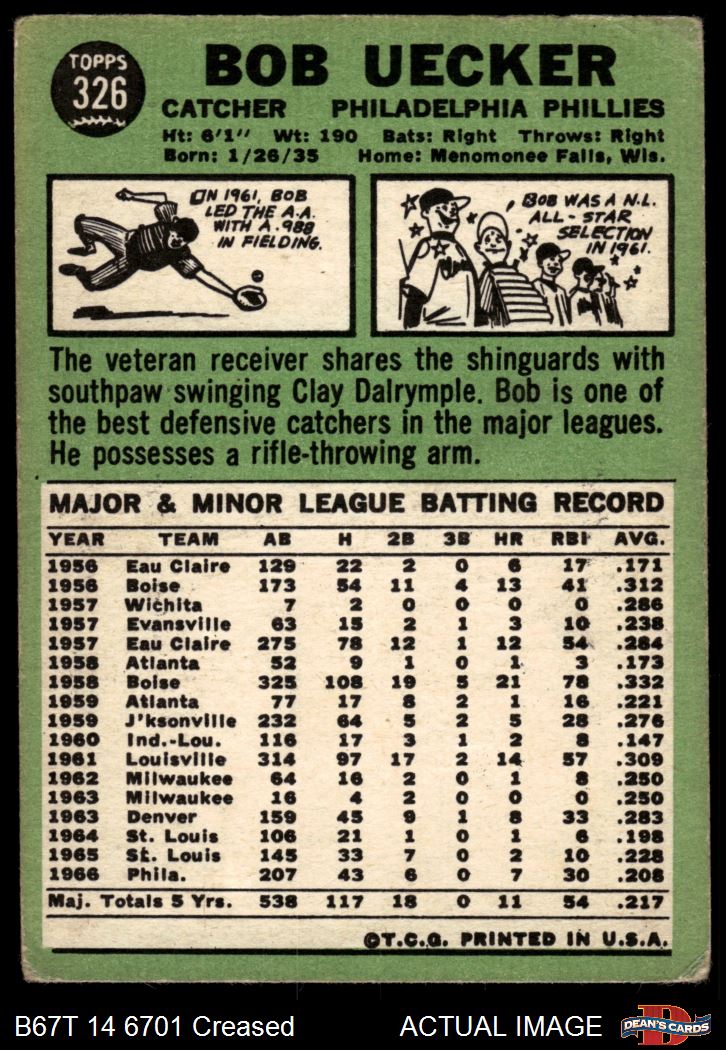 TOPPS
326
BOB UECKER
CATCHER PHILADELPHIA PHILLIES
Ht: 6'1" Wt: 190 Bats: Right Throws: Right
Born: 1/26/35 Home: Menomonee Falls, Wis.
IN 1961, BOB
LED THE A.A.
WITH A .988
IN FIELDING.
BOB WAS A N.L.
ALL-STAR
SELECTION
IN 1961.
The veteran receiver shares the shinguards with
southpaw swinging Clay Dalrymple. Bob is one of
the best defensive catchers in the major leagues.
He possesses a rifle-throwing arm.
MAJOR & MINOR LEAGUE BATTING RECORD
YEAR TEAM AB H 2B 3B HR RBI AVG.
1956 Eau Claire 129 22 2 0 6 17 .171
1956 Boise 173 54 11 4 13 41 .312
1957 Wichita 7 2 0 0 0 0 .286
1957 Evansville 63 15 2 1 3 10 .238
1957 Eau Claire 275 78 12 1 12 54 .284
1958 Atlanta 52 9 1 0 1 3 .173
1958 Boise 325 108 19 5 21 78 .332
1959 Atlanta 77 17 8 2 1 16 .221
1959 J'ksonville 232 64 5 2 5 28 .276
1960 Ind.-Lou. 116 17 3 1 2 8 .147
1961 Louisville 314 97 17 2 14 57 .309
1962 Milwaukee 64 16 2 0 1 8 .250
1963 Milwaukee 16 4 2 0 0 0 .250
1963 Denver 159 45 9 1 8 33 .283
1964 St. Louis 106 21 1 0 1 6 .198
1965 St. Louis 145 33 7 0 2 10 .228
1966 Phila. 207 43 6 0 7 30 .208
Maj. Totals 5 Yrs. 538 117 18 0 11 54 .217
©T.C.G. PRINTED IN U.S.A.
B67T 14 6701 Creased ACTUAL IMAGE
DEAN'S CARDS